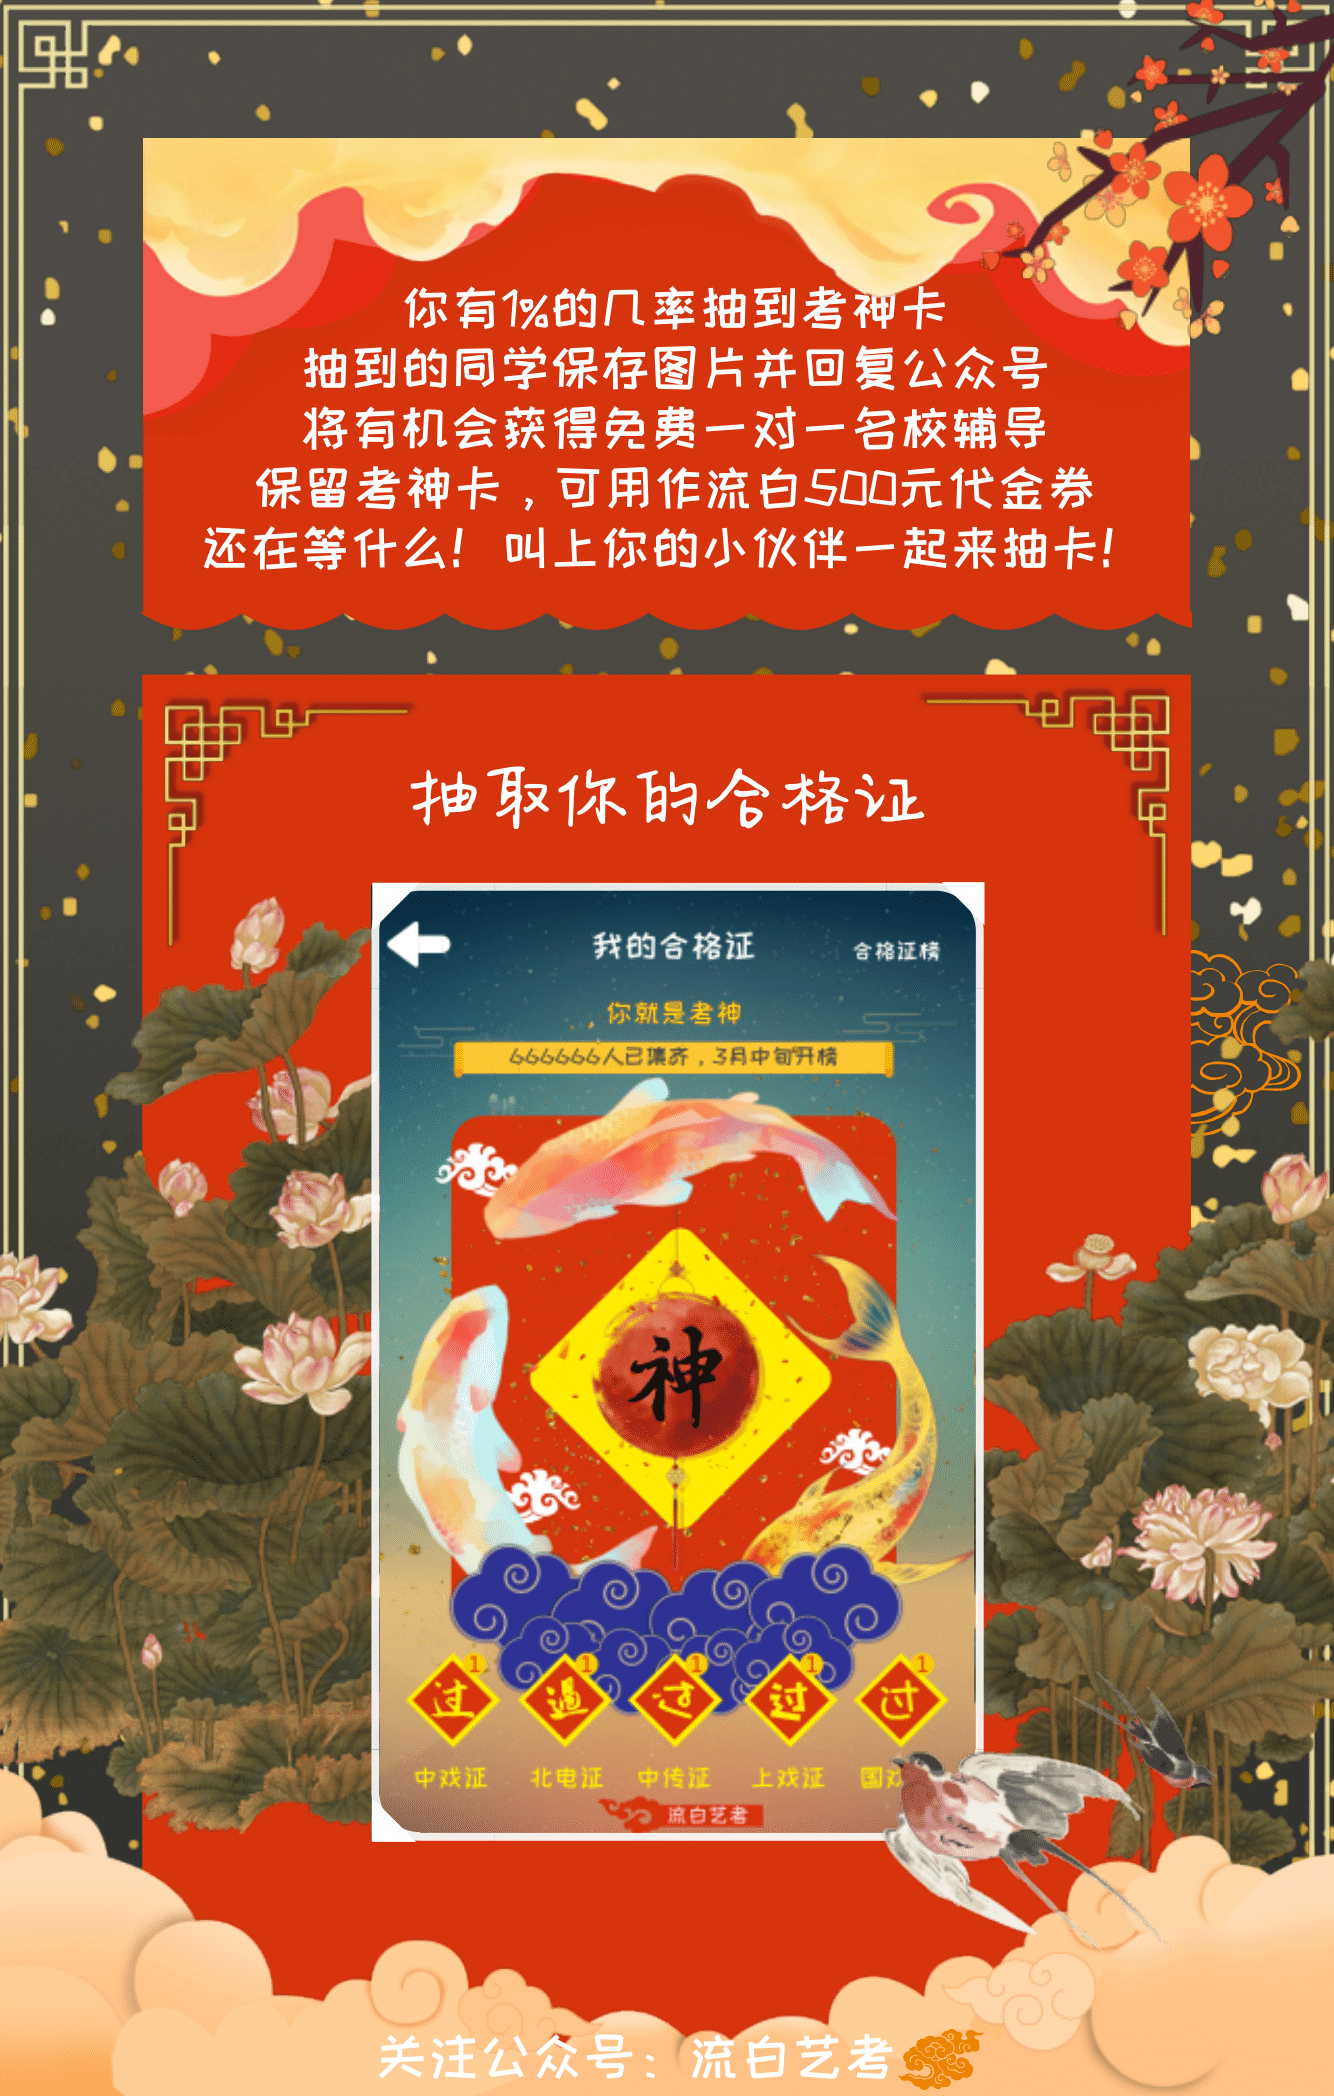 你有1%的几率抽到考神卡
抽到的同学保存图片并回复公众号
将有机会获得免费一对一名校辅导
保留考神卡，可用作流白500元代金券
还在等什么！叫上你的小伙伴一起来抽卡！
抽取你的合格证
我的合格证
合格证榜
你就是考神
666666人已集齐，3月中旬开榜
神
1 1 1 1 1
过 過 过 过 过
中戏证 北电证 中传证 上戏证 国戏
流白艺考
关注公众号：流白艺考